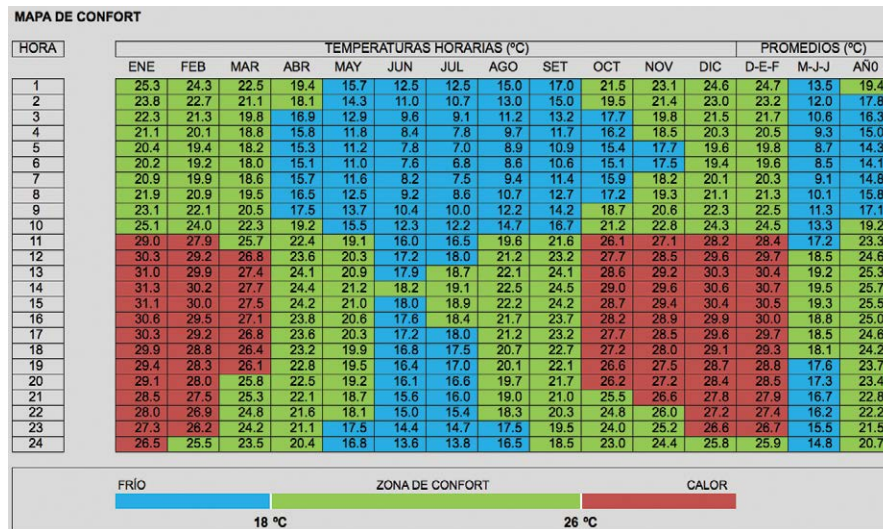 MAPA DE CONFORT
HORA TEMPERATURAS HORARIAS (ºC) PROMEDIOS (ºC)
ENE FEB MAR ABR MAY JUN JUL AGO SET OCT NOV DIC D-E-F M-J-J AÑ0
1 25.3 24.3 22.5 19.4 15.7 12.5 12.5 15.0 17.0 21.5 23.1 24.6 24.7 13.5 19.4
2 23.8 22.7 21.1 18.1 14.3 11.0 10.7 13.0 15.0 19.5 21.4 23.0 23.2 12.0 17.8
3 22.3 21.3 19.8 16.9 12.9 9.6 9.1 11.2 13.2 17.7 19.8 21.5 21.7 10.6 16.3
4 21.1 20.1 18.8 15.8 11.8 8.4 7.8 9.7 11.7 16.2 18.5 20.3 20.5 9.3 15.0
5 20.4 19.4 18.2 15.3 11.2 7.8 7.0 8.9 10.9 15.4 17.7 19.6 19.8 8.7 14.3
6 20.2 19.2 18.0 15.1 11.0 7.6 6.8 8.6 10.6 15.1 17.5 19.4 19.6 8.5 14.1
7 20.9 19.9 18.6 15.7 11.6 8.2 7.5 9.4 11.4 15.9 18.2 20.1 20.3 9.1 14.8
8 21.9 20.9 19.5 16.5 12.5 9.2 8.6 10.7 12.7 17.2 19.3 21.1 21.3 10.1 15.8
9 23.1 22.1 20.5 17.5 13.7 10.4 10.0 12.2 14.2 18.7 20.6 22.3 22.5 11.3 17.1
10 25.1 24.0 22.3 19.2 15.5 12.3 12.2 14.7 16.7 21.2 22.8 24.3 24.5 13.3 19.2
11 29.0 27.9 25.7 22.4 19.1 16.0 16.5 19.6 21.6 26.1 27.1 28.2 28.4 17.2 23.3
12 30.3 29.2 26.8 23.6 20.3 17.2 18.0 21.2 23.2 27.7 28.5 29.6 29.7 18.5 24.6
13 31.0 29.9 27.4 24.1 20.9 17.9 18.7 22.1 24.1 28.6 29.2 30.3 30.4 19.2 25.3
14 31.3 30.2 27.7 24.4 21.2 18.2 19.1 22.5 24.5 29.0 29.6 30.6 30.7 19.5 25.7
15 31.1 30.0 27.5 24.2 21.0 18.0 18.9 22.2 24.2 28.7 29.4 30.4 30.5 19.3 25.5
16 30.6 29.5 27.1 23.8 20.6 17.6 18.4 21.7 23.7 28.2 28.9 29.9 30.0 18.8 25.0
17 30.3 29.2 26.8 23.6 20.3 17.2 18.0 21.2 23.2 27.7 28.5 29.6 29.7 18.5 24.6
18 29.9 28.8 26.4 23.2 19.9 16.8 17.5 20.7 22.7 27.2 28.0 29.1 29.3 18.1 24.2
19 29.4 28.3 26.1 22.8 19.5 16.4 17.0 20.1 22.1 26.6 27.5 28.7 28.8 17.6 23.7
20 29.1 28.0 25.8 22.5 19.2 16.1 16.6 19.7 21.7 26.2 27.2 28.4 28.5 17.3 23.4
21 28.5 27.5 25.3 22.1 18.7 15.6 16.0 19.0 21.0 25.5 26.6 27.8 27.9 16.7 22.8
22 28.0 26.9 24.8 21.6 18.1 15.0 15.4 18.3 20.3 24.8 26.0 27.2 27.4 16.2 22.2
23 27.3 26.2 24.2 21.1 17.5 14.4 14.7 17.5 19.5 24.0 25.2 26.6 26.7 15.5 21.5
24 26.5 25.5 23.5 20.4 16.8 13.6 13.8 16.5 18.5 23.0 24.4 25.8 25.9 14.8 20.7
FRÍO ZONA DE CONFORT CALOR
18 ºC 26 ºC